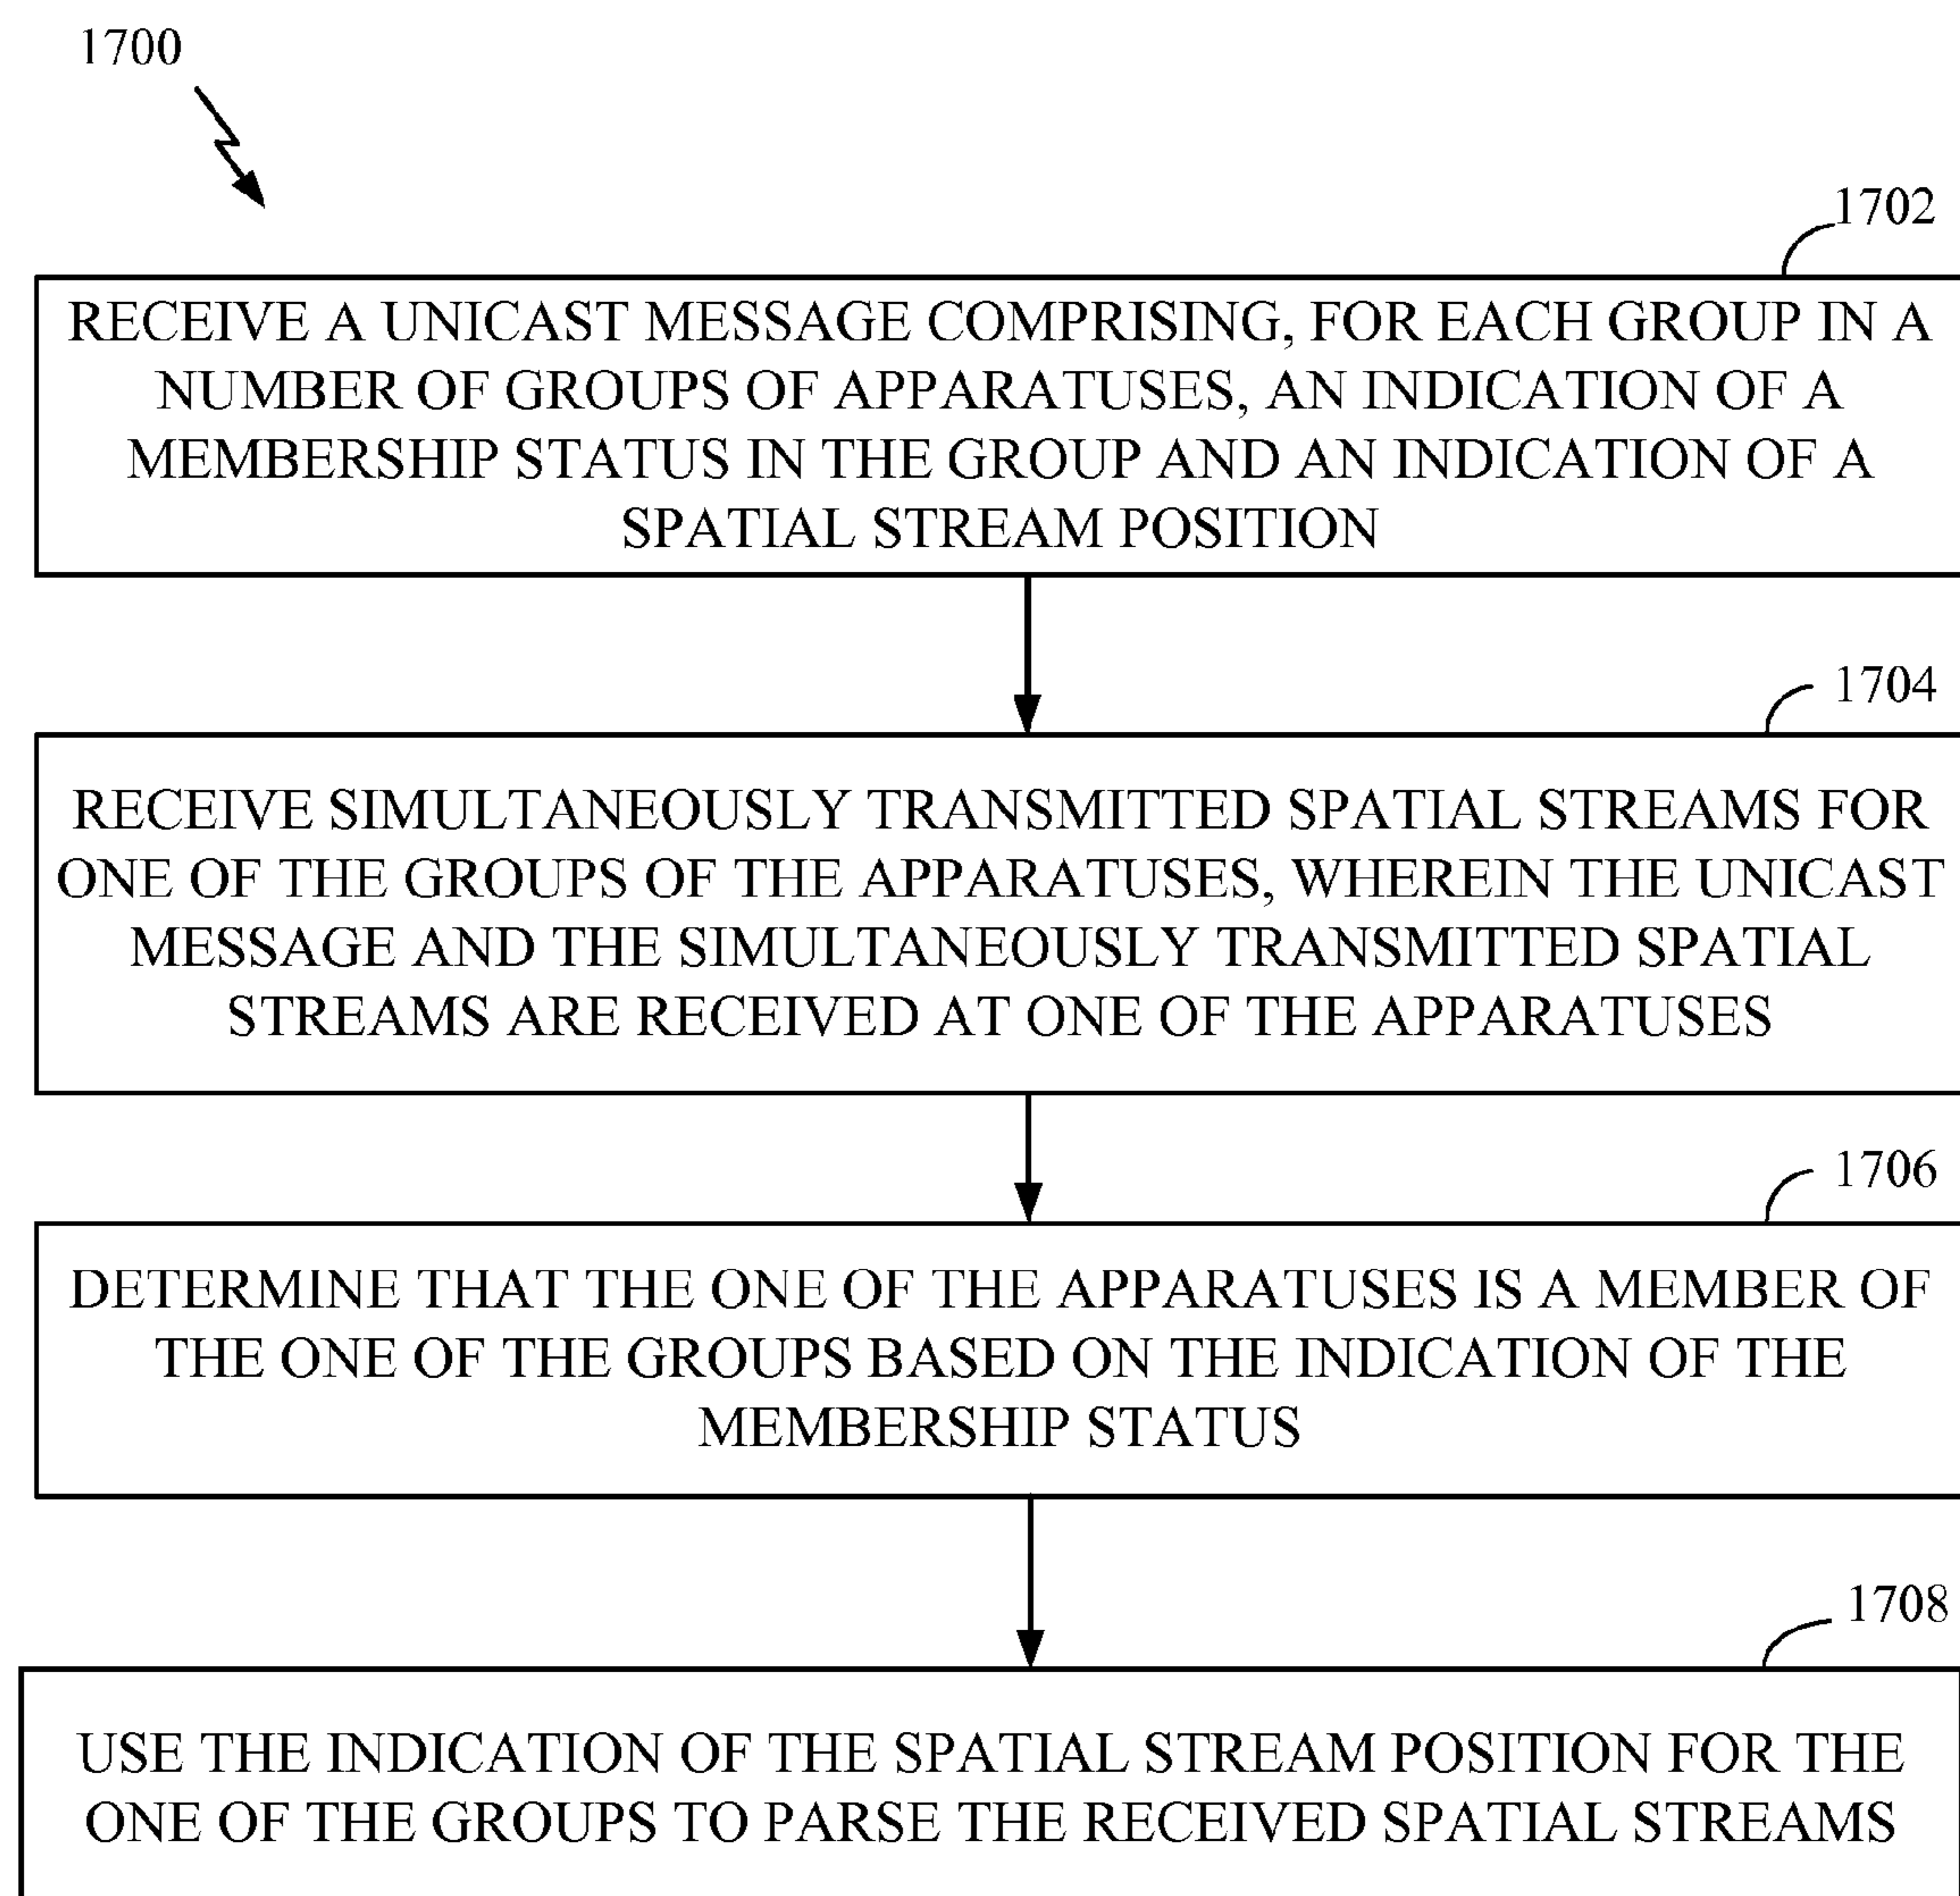 1700
1702
RECEIVE A UNICAST MESSAGE COMPRISING, FOR EACH GROUP IN A
NUMBER OF GROUPS OF APPARATUSES, AN INDICATION OF A
MEMBERSHIP STATUS IN THE GROUP AND AN INDICATION OF A
SPATIAL STREAM POSITION
1704
RECEIVE SIMULTANEOUSLY TRANSMITTED SPATIAL STREAMS FOR
ONE OF THE GROUPS OF THE APPARATUSES, WHEREIN THE UNICAST
MESSAGE AND THE SIMULTANEOUSLY TRANSMITTED SPATIAL
STREAMS ARE RECEIVED AT ONE OF THE APPARATUSES
1706
DETERMINE THAT THE ONE OF THE APPARATUSES IS A MEMBER OF
THE ONE OF THE GROUPS BASED ON THE INDICATION OF THE
MEMBERSHIP STATUS
1708
USE THE INDICATION OF THE SPATIAL STREAM POSITION FOR THE
ONE OF THE GROUPS TO PARSE THE RECEIVED SPATIAL STREAMS